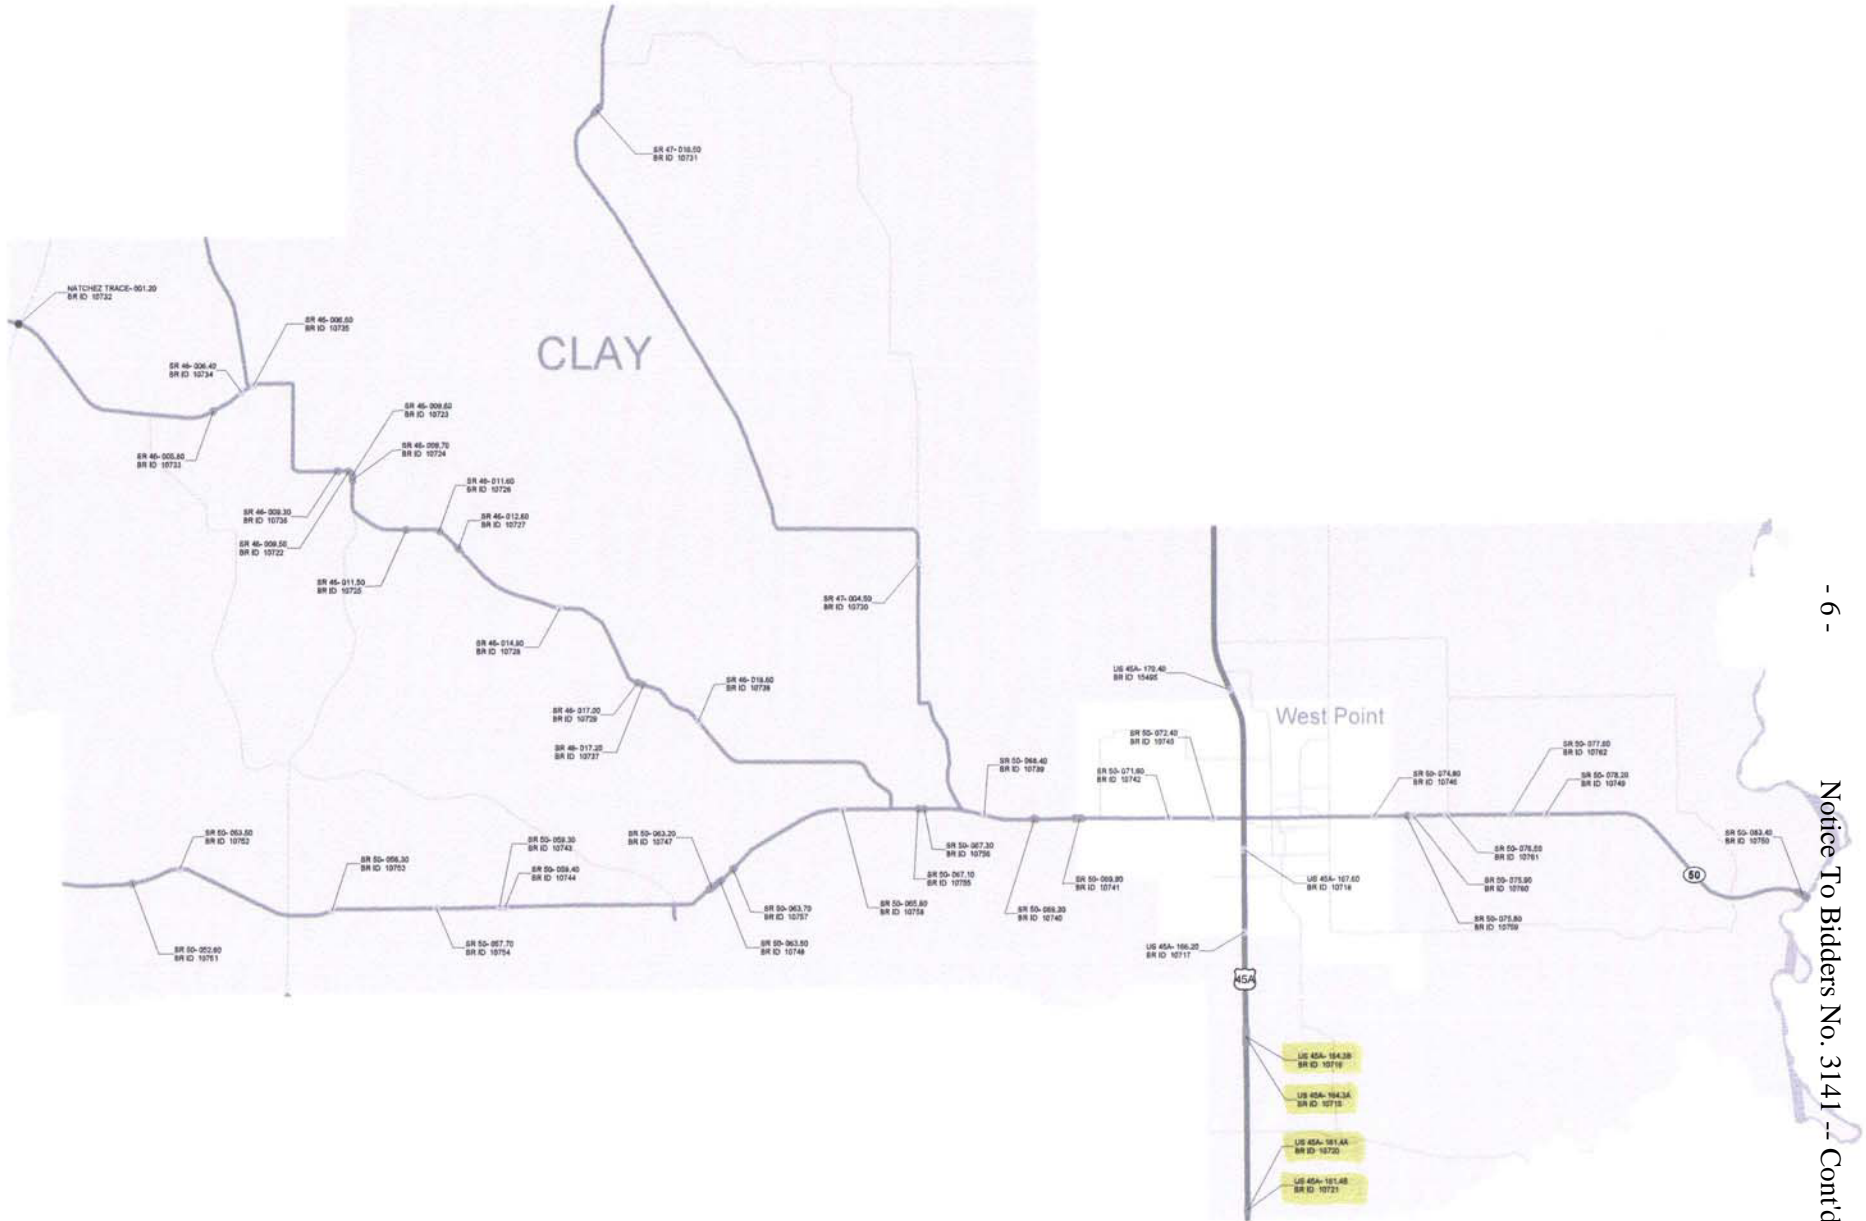 SR 47- 018.50
BR ID 10731
NATCHEZ TRACE- 001.20
BR ID 10732
SR 46- 006.40
BR ID 10734
SR 46- 006.50
BR ID 10735
CLAY
SR 46- 005.80
BR ID 10733
SR 46- 009.60
BR ID 10723
SR 46- 009.70
BR ID 10724
SR 46- 009.30
BR ID 10736
SR 46- 009.50
BR ID 10722
SR 46- 011.60
BR ID 10726
SR 46- 012.60
BR ID 10727
SR 46- 011.50
BR ID 10725
SR 46- 014.90
BR ID 10728
SR 47- 004.50
BR ID 10730
SR 46- 017.00
BR ID 10729
SR 46- 017.20
BR ID 10737
SR 46- 018.60
BR ID 10738
US 45A- 170.40
BR ID 15495
West Point
SR 50- 072.40
BR ID
SR 50- 071.60
BR ID 10742
SR 50- 068.40
BR ID 10739
SR 50- 074.80
BR ID
SR 50- 077.80
BR ID 10762
SR 50- 078.20
BR ID 10749
SR 50- 083.40
BR ID 10750
50
SR 50- 053.50
BR ID 10752
SR 50- 056.30
BR ID 10753
SR 50- 059.30
BR ID 10743
SR 50- 059.40
BR ID 10744
SR 50- 063.20
BR ID 10747
SR 50- 067.30
BR ID 10756
SR 50- 067.10
BR ID 10755
SR 50- 069.90
BR ID 10741
US 45A- 167.60
BR ID 10718
SR 50- 076.50
BR ID 10761
SR 50- 075.90
BR ID 10760
SR 50- 075.80
BR ID 10759
SR 50- 052.60
BR ID 10751
SR 50- 057.70
BR ID 10754
SR 50- 063.70
BR ID 10757
SR 50- 063.50
BR ID 10748
SR 50- 065.80
BR ID 10758
SR 50- 069.30
BR ID 10740
US 45A- 166.20
BR ID 10717
45A
US 45A- 164.3B
BR ID 10716
US 45A- 164.3A
BR ID 10715
US 45A- 161.4A
BR ID 10720
US 45A- 161.4B
BR ID 10721
- 6 -
Notice To Bidders No. 3141 -- Cont'd